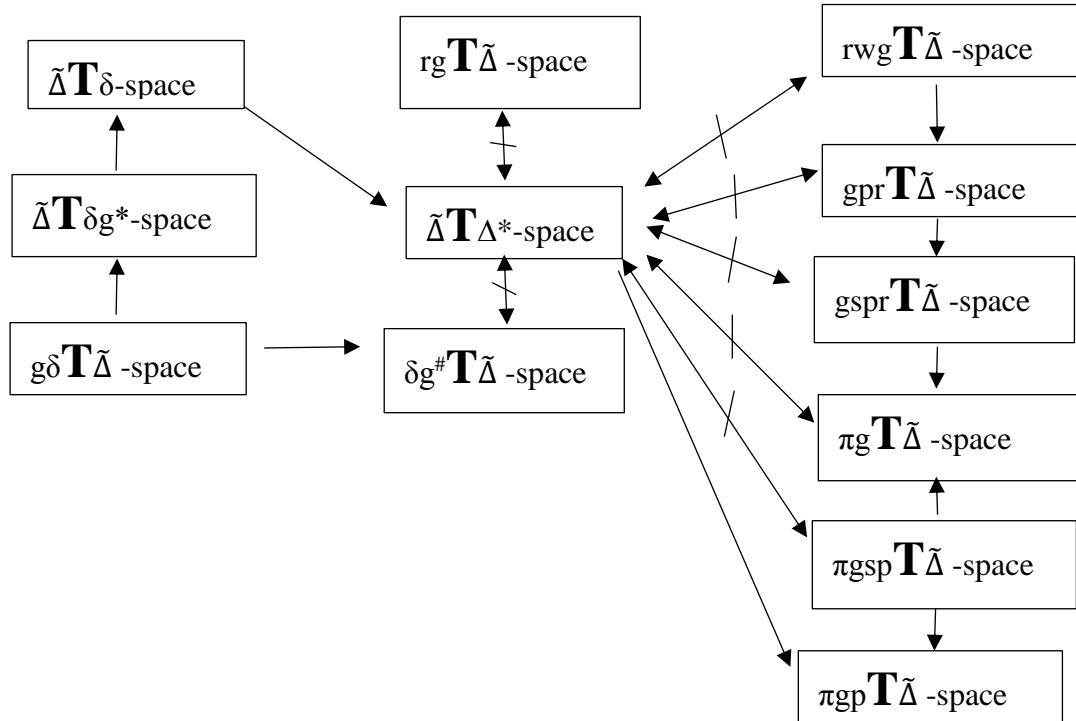 Δ̃Tδ-space
rgTΔ̃ -space
rwgTΔ̃ -space
Δ̃Tδg*-space
Δ̃TΔ*-space
gprTΔ̃ -space
gsprTΔ̃ -space
gδTΔ̃ -space
δg#TΔ̃ -space
πgTΔ̃ -space
πgspTΔ̃ -space
πgpTΔ̃ -space